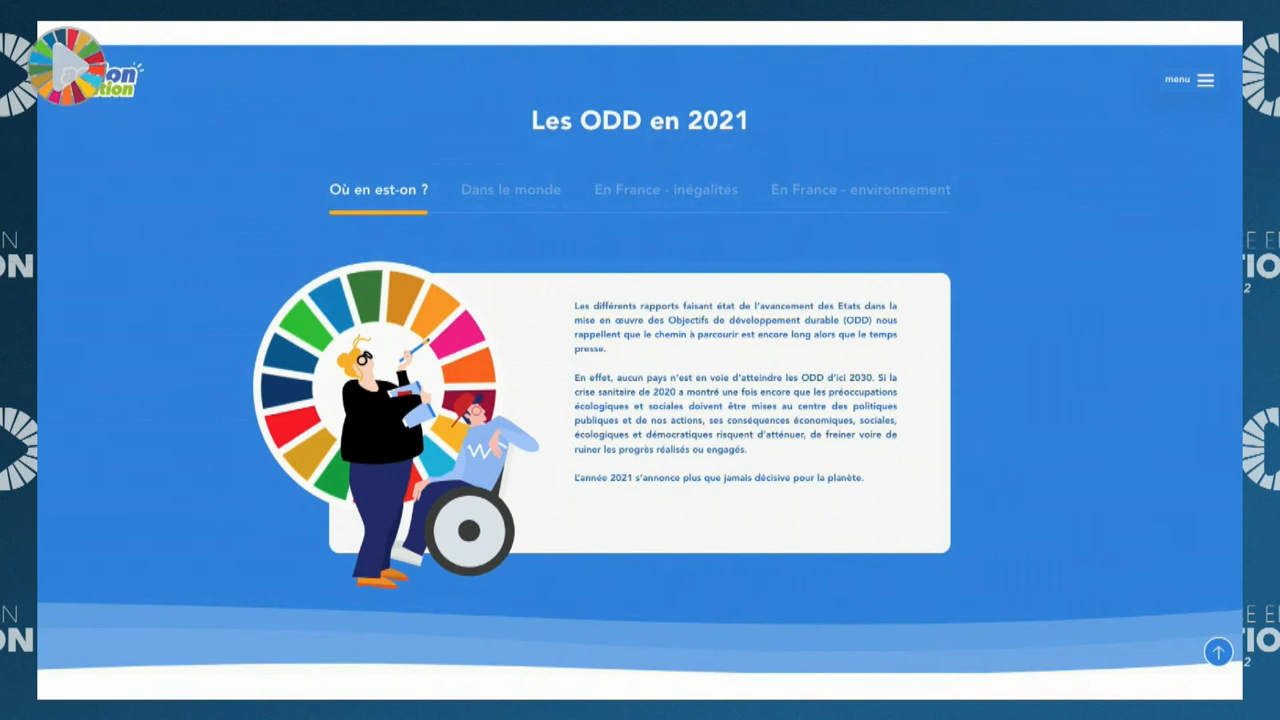 menu
Les ODD en 2021
Où en est-on ? Dans le monde En France - inégalités En France - environnement
Les différents rapports faisant état de l'avancement des Etats dans la
mise en œuvre des Objectifs de développement durable (ODD) nous
rappellent que le chemin à parcourir est encore long alors que le temps
presse.
En effet, aucun pays n'est en voie d'atteindre les ODD d'ici 2030. Si la
crise sanitaire de 2020 a montré une fois encore que les préoccupations
écologiques et sociales doivent être mises au centre des politiques
publiques et de nos actions, ses conséquences économiques, sociales,
écologiques et démocratiques risquent d'atténuer, de freiner voire de
ruiner les progrès réalisés ou engagés.
L'année 2021 s'annonce plus que jamais décisive pour la planète.